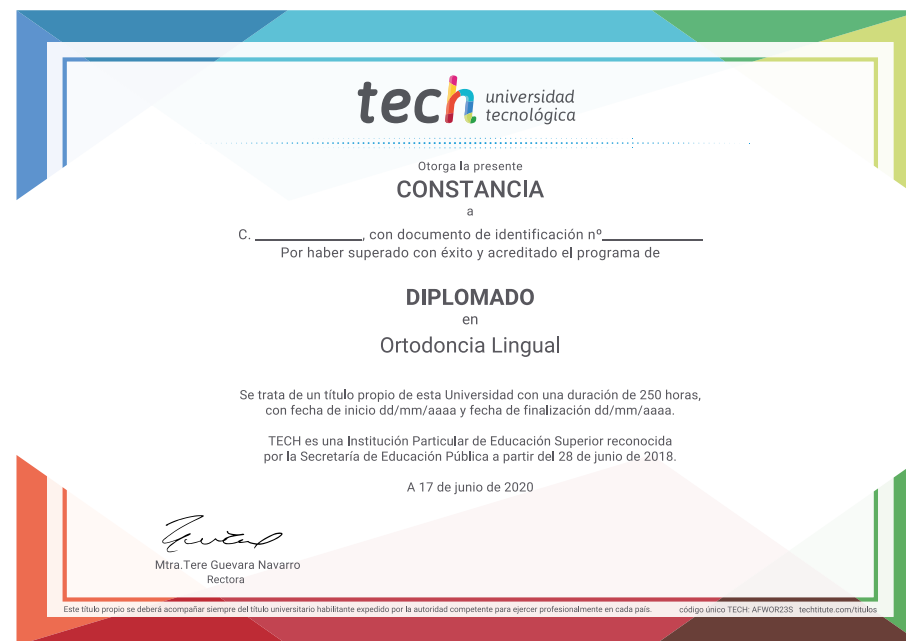 tech universidad
tecnológica
Otorga la presente
CONSTANCIA
a
C. ____________, con documento de identificación nº____________
Por haber superado con éxito y acreditado el programa de
DIPLOMADO
en
Ortodoncia Lingual
Se trata de un título propio de esta Universidad con una duración de 250 horas,
con fecha de inicio dd/mm/aaaa y fecha de finalización dd/mm/aaaa.
TECH es una Institución Particular de Educación Superior reconocida
por la Secretaría de Educación Pública a partir del 28 de junio de 2018.
A 17 de junio de 2020
Mtra.Tere Guevara Navarro
Rectora
Este título propio se deberá acompañar siempre del título universitario habilitante expedido por la autoridad competente para ejercer profesionalmente en cada país. código único TECH: AFWOR23S techtitute.com/titulos